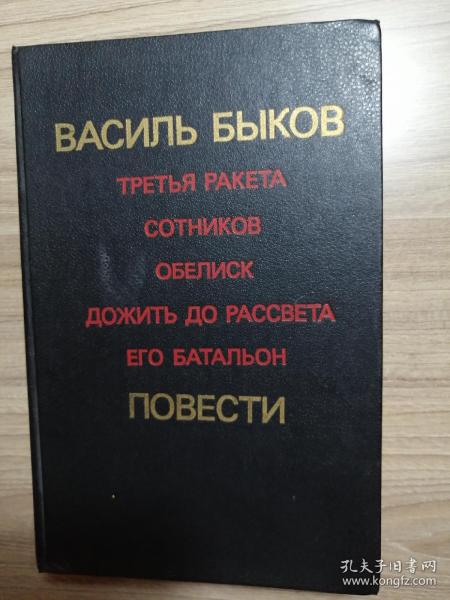 ВАСИЛЬ БЫКОВ
ТРЕТЬЯ РАКЕТА
СОТНИКОВ
ОБЕЛИСК
ДОЖИТЬ ДО РАССВЕТА
ЕГО БАТАЛЬОН
ПОВЕСТИ
孔夫子旧书网
www.kongfz.com